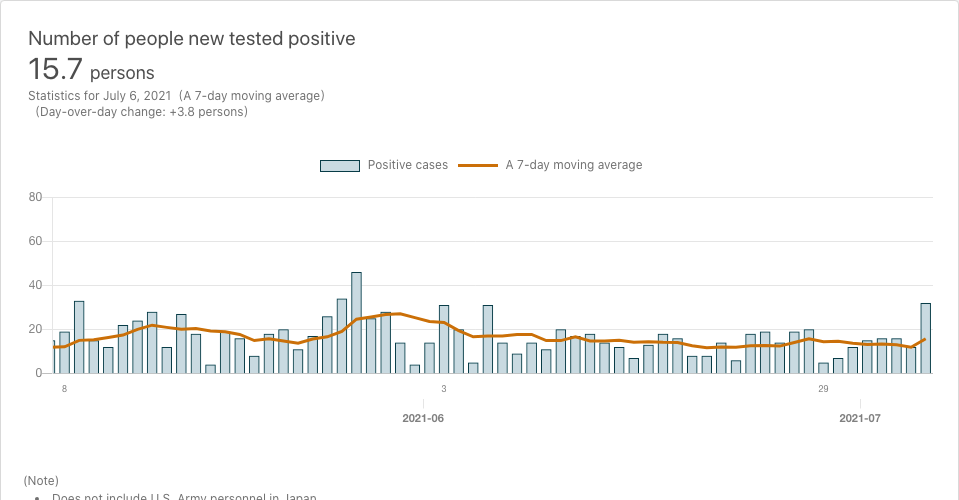 Number of people new tested positive
15.7 persons
Statistics for July 6, 2021 (A 7-day moving average)
(Day-over-day change: +3.8 persons)
Positive cases A 7-day moving average
80
60
40
20
0
8 3 29
2021-06 2021-07
(Note)
• Does not include U.S. Army personnel in Japan